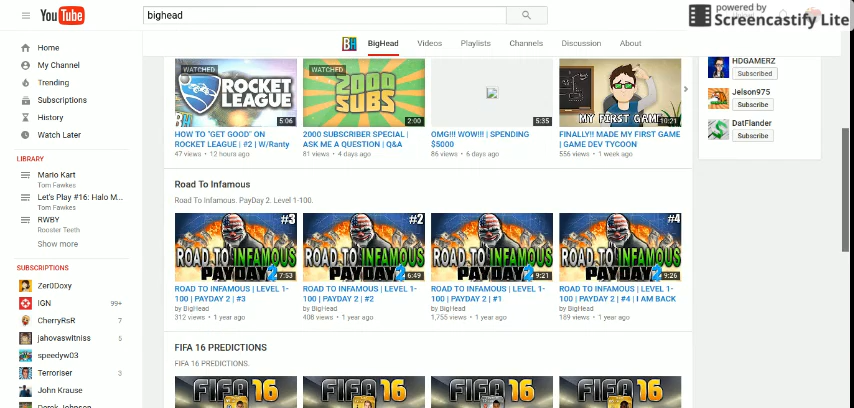 powered by
Screencastify Lite
YouTube
bighead
Home
My Channel
Trending
Subscriptions
History
Watch Later
LIBRARY
Mario Kart
Tom Fawkes
Let's Play #16: Halo M...
Tom Fawkes
RWBY
Rooster Teeth
Show more
SUBSCRIPTIONS
Zer0Doxy
IGN 99+
CherryRsR 7
jahovaswitniss 5
speedyw03
Terroriser 3
John Krause
Derek Johnson
BH BigHead Videos Playlists Channels Discussion About
WATCHED
ROCKET
LEAGUE
5:06
HOW TO "GET GOOD" ON
ROCKET LEAGUE | #2 | W/Ranty
47 views • 12 hours ago
WATCHED
2000
SUBS
2:00
2000 SUBSCRIBER SPECIAL |
ASK ME A QUESTION | Q&A
81 views • 4 days ago
5:35
OMG!!! WOW!!! | SPENDING
$5000
86 views • 6 days ago
MY FIRST GAME
10:21
FINALLY!! MADE MY FIRST GAME
| GAME DEV TYCOON
556 views • 1 week ago
Road To Infamous
Road To Infamous. PayDay 2. Level 1-100.
#3
ROAD TO INFAMOUS
PAYDAY 2
7:53
ROAD TO INFAMOUS | LEVEL 1-
100 | PAYDAY 2 | #3
by BigHead
312 views • 1 year ago
#2
ROAD TO INFAMOUS
PAYDAY 2
6:49
ROAD TO INFAMOUS | LEVEL 1-
100 | PAYDAY 2 | #2
by BigHead
408 views • 1 year ago
#1
ROAD TO INFAMOUS
PAYDAY 2
9:21
ROAD TO INFAMOUS | LEVEL 1-
100 | PAYDAY 2 | #1
by BigHead
1,756 views • 1 year ago
#4
ROAD TO INFAMOUS
PAYDAY 2
9:26
ROAD TO INFAMOUS | LEVEL 1-
100 | PAYDAY 2 | #4 | I AM BACK
by BigHead
189 views • 1 year ago
FIFA 16 PREDICTIONS
FIFA 16 PREDICTIONS.
FIFA 16
FIFA 16
FIFA 16
FIFA 16
HDGAMERZ
Subscribed
Jelson975
Subscribe
DatFlander
Subscribe